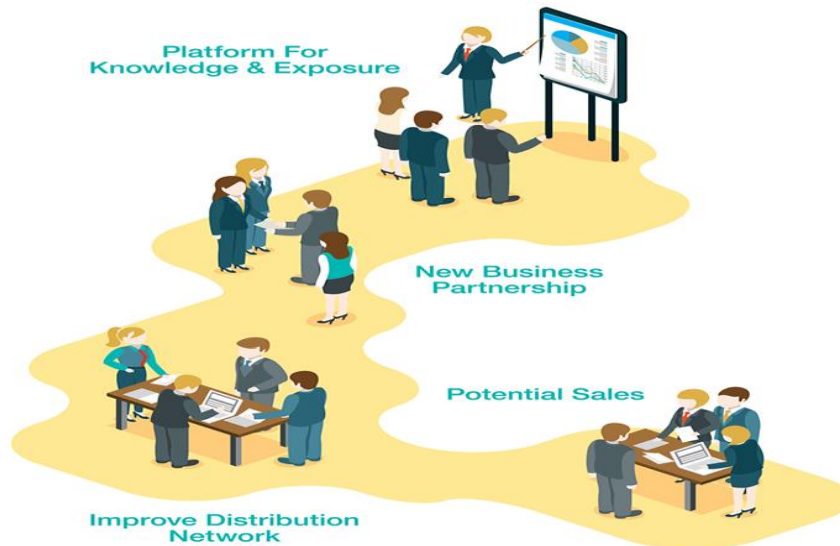 Platform For
Knowledge & Exposure
New Business
Partnership
Potential Sales
Improve Distribution
Network